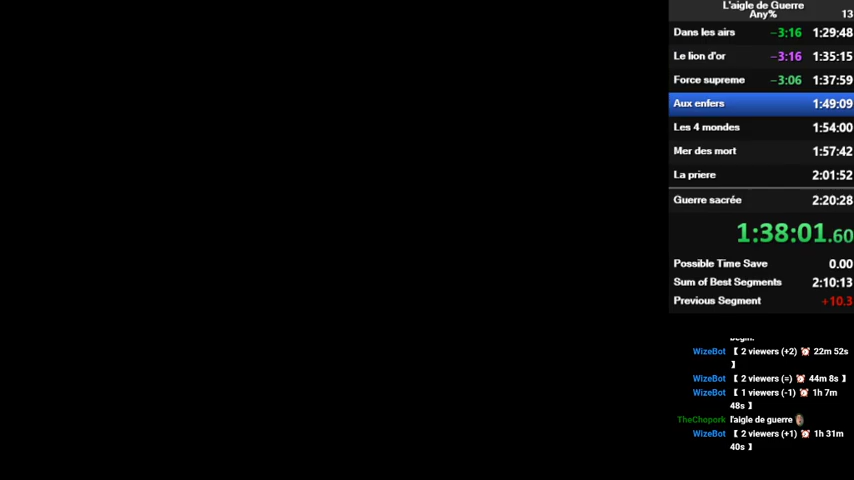 L'aigle de Guerre
Any% 13
Dans les airs −3:16 1:29:48
Le lion d'or −3:16 1:35:15
Force supreme −3:06 1:37:59
Aux enfers 1:49:09
Les 4 mondes 1:54:00
Mer des mort 1:57:42
La priere 2:01:52
Guerre sacrée 2:20:28
1:38:01.60
Possible Time Save 0.00
Sum of Best Segments 2:10:13
Previous Segment +10.3
begin.
WizeBot 【 2 viewers (+2) ⏰ 22m 52s
】
WizeBot 【 2 viewers (=) ⏰ 44m 8s 】
WizeBot 【 1 viewers (-1) ⏰ 1h 7m
48s 】
TheChopork l'aigle de guerre
WizeBot 【 2 viewers (+1) ⏰ 1h 31m
40s 】